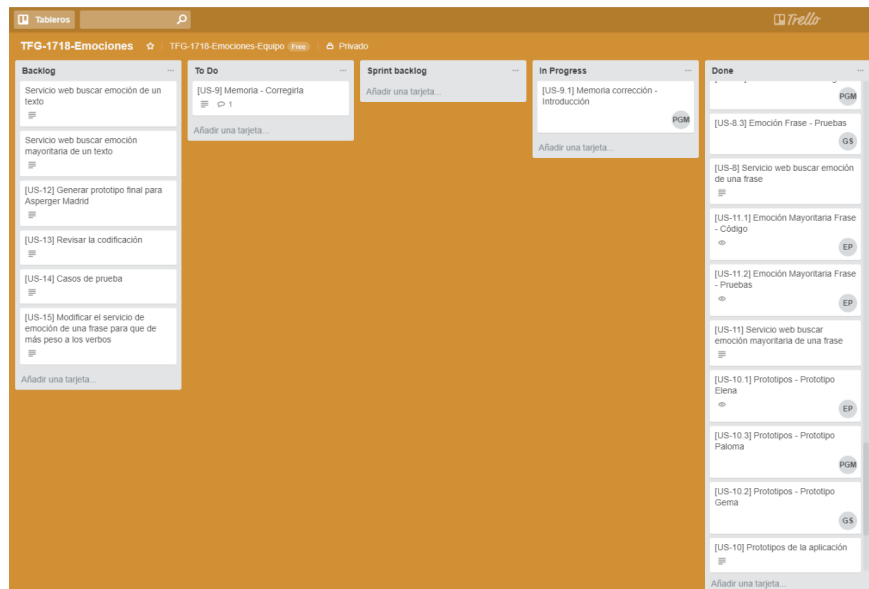 Tableros
Trello
TFG-1718-Emociones
TFG-1718-Emociones-Equipo
Free
Privado
Backlog
Servicio web buscar emoción de un
texto
Servicio web buscar emoción
mayoritaria de un texto
[US-12] Generar prototipo final para
Asperger Madrid
[US-13] Revisar la codificación
[US-14] Casos de prueba
[US-15] Modificar el servicio de
emoción de una frase para que de
más peso a los verbos
Añadir una tarjeta...
To Do
[US-9] Memoria - Corregirla
1
Añadir una tarjeta...
Sprint backlog
Añadir una tarjeta...
In Progress
[US-9.1] Memoria corrección -
Introducción
PGM
Añadir una tarjeta...
Done
PGM
[US-8.3] Emoción Frase - Pruebas
GS
[US-8] Servicio web buscar emoción
de una frase
[US-11.1] Emoción Mayoritaria Frase
- Código
EP
[US-11.2] Emoción Mayoritaria Frase
- Pruebas
EP
[US-11] Servicio web buscar
emoción mayoritaria de una frase
[US-10.1] Prototipos - Prototipo
Elena
EP
[US-10.3] Prototipos - Prototipo
Paloma
PGM
[US-10.2] Prototipos - Prototipo
Gema
GS
[US-10] Prototipos de la aplicación
Añadir una tarjeta...